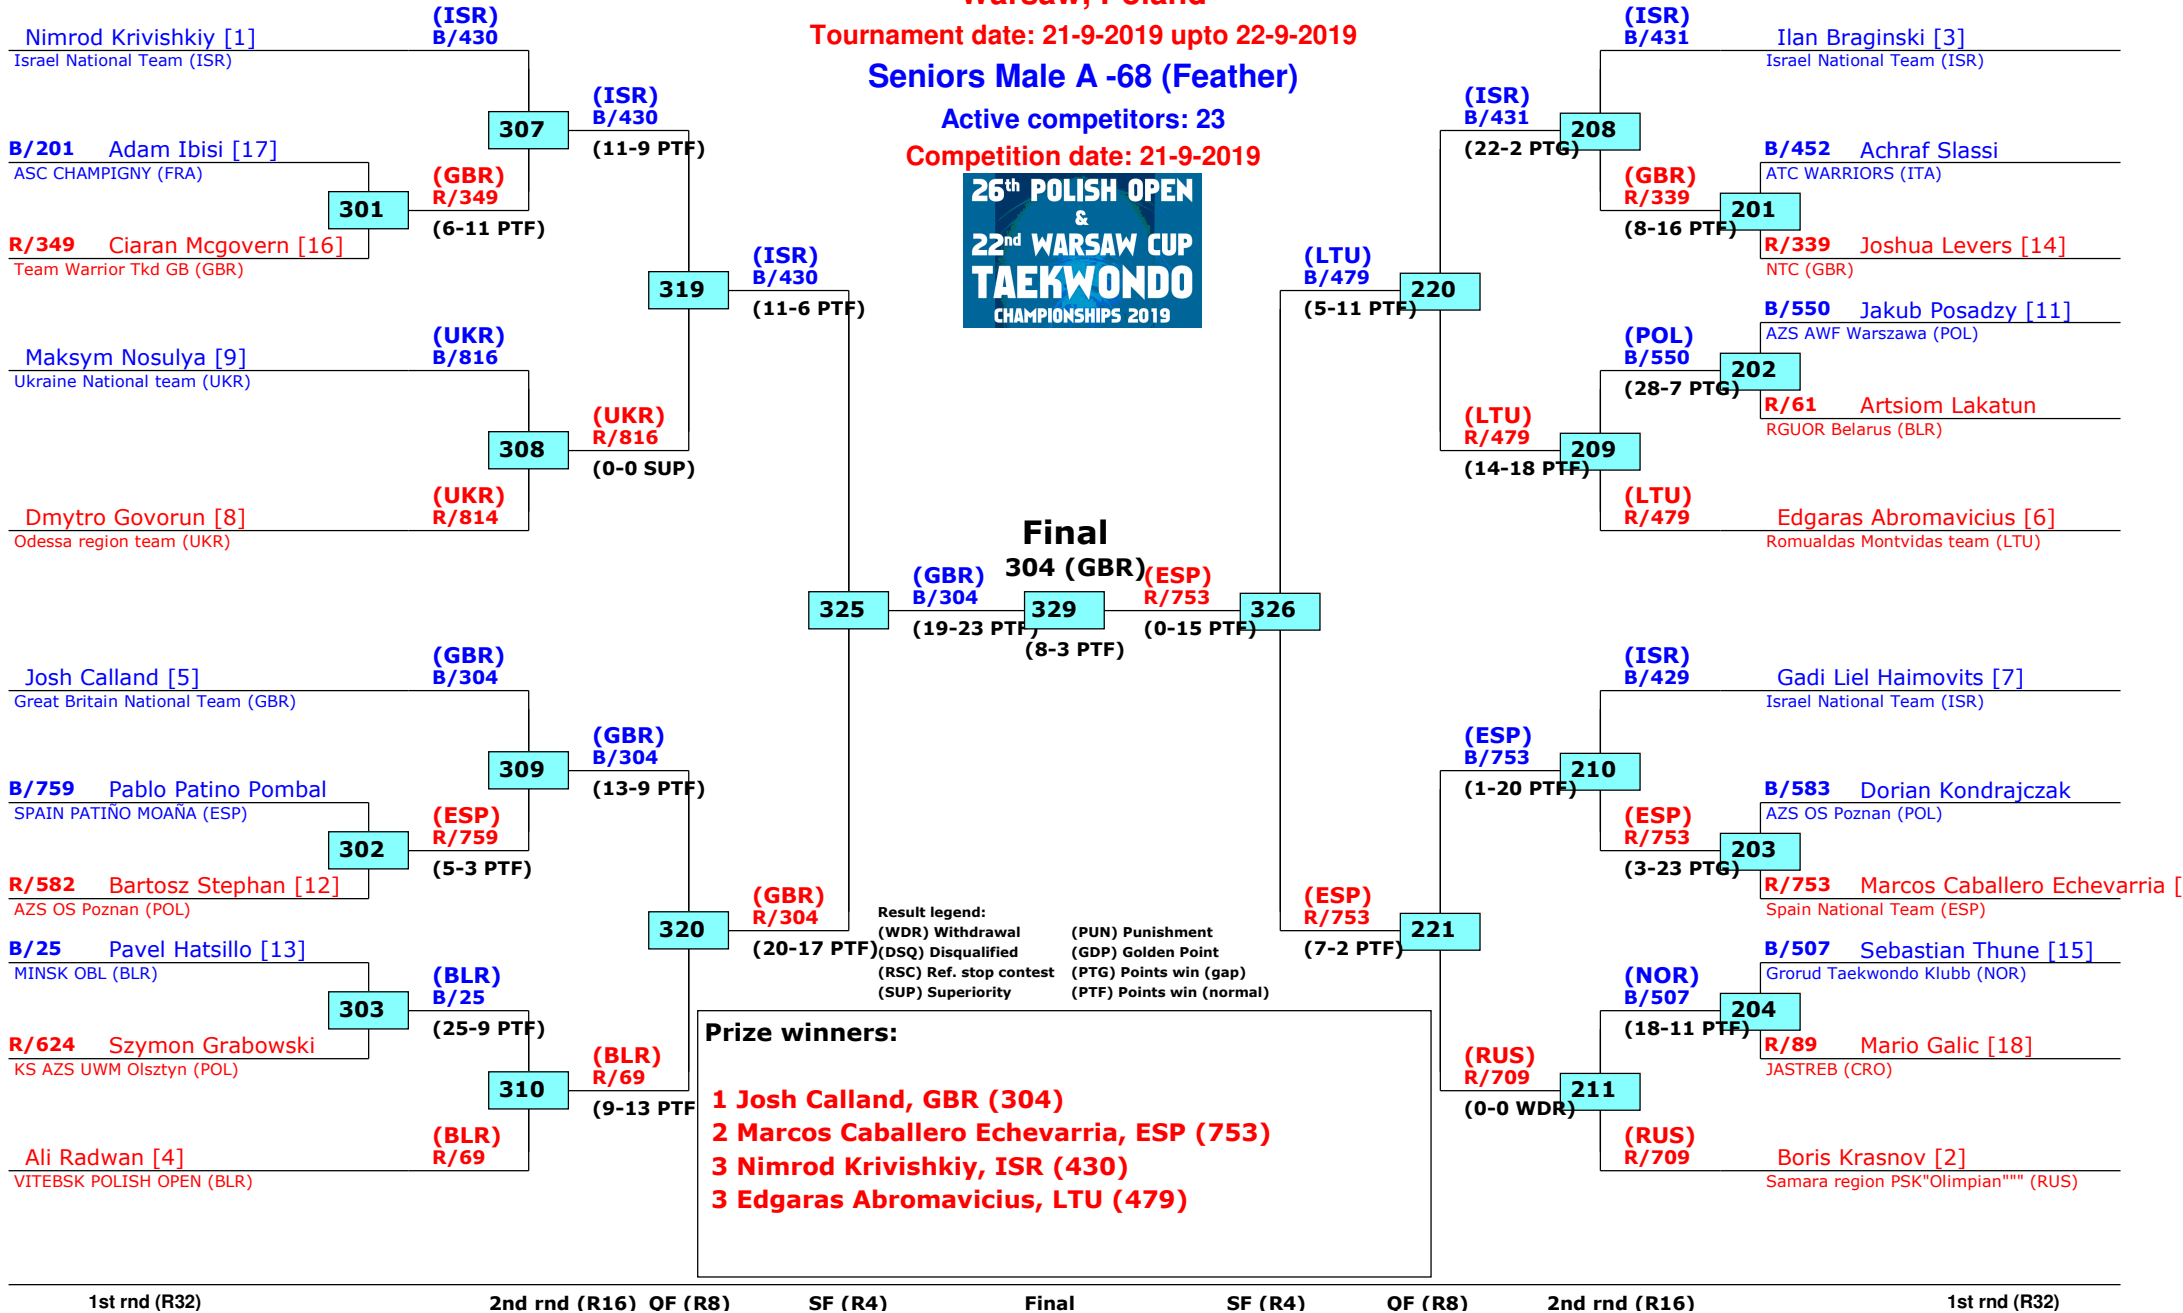 Warsaw, Poland
Tournament date: 21-9-2019 upto 22-9-2019
Seniors Male A -68 (Feather)
Active competitors: 23
Competition date: 21-9-2019
26th POLISH OPEN
&
22nd WARSAW CUP
TAEKWONDO
CHAMPIONSHIPS 2019
Nimrod Krivishkiy [1]
Israel National Team (ISR)
(ISR)
B/430
B/201 Adam Ibisi [17]
ASC CHAMPIGNY (FRA)
301
R/349 Ciaran Mcgovern [16]
Team Warrior Tkd GB (GBR)
(GBR)
R/349
(6-11 PTF)
307
(ISR)
B/430
(11-9 PTF)
Maksym Nosulya [9]
Ukraine National team (UKR)
(UKR)
B/816
308
Dmytro Govorun [8]
Odessa region team (UKR)
(UKR)
R/814
(UKR)
R/816
(0-0 SUP)
319
(ISR)
B/430
(11-6 PTF)
Josh Calland [5]
Great Britain National Team (GBR)
(GBR)
B/304
B/759 Pablo Patino Pombal
SPAIN PATIÑO MOAÑA (ESP)
302
R/582 Bartosz Stephan [12]
AZS OS Poznan (POL)
(ESP)
R/759
(5-3 PTF)
309
(GBR)
B/304
(13-9 PTF)
B/25 Pavel Hatsillo [13]
MINSK OBL (BLR)
303
R/624 Szymon Grabowski
KS AZS UWM Olsztyn (POL)
(BLR)
B/25
(25-9 PTF)
310
Ali Radwan [4]
VITEBSK POLISH OPEN (BLR)
(BLR)
R/69
(BLR)
R/69
(9-13 PTF
320
(GBR)
R/304
(20-17 PTF)
325
(GBR)
B/304
(19-23 PTF)
Final
304 (GBR)
329
(8-3 PTF)
(ESP)
R/753
(0-15 PTF)
326
(LTU)
B/479
(5-11 PTF)
220
(ISR)
B/431
(22-2 PTG)
208
(ISR)
B/431
Ilan Braginski [3]
Israel National Team (ISR)
B/452 Achraf Slassi
ATC WARRIORS (ITA)
(GBR)
R/339
(8-16 PTF)
201
R/339 Joshua Levers [14]
NTC (GBR)
B/550 Jakub Posadzy [11]
AZS AWF Warszawa (POL)
(POL)
B/550
(28-7 PTG)
202
R/61 Artsiom Lakatun
RGUOR Belarus (BLR)
(LTU)
R/479
(14-18 PTF)
209
(LTU)
R/479
Edgaras Abromavicius [6]
Romualdas Montvidas team (LTU)
(ISR)
B/429
Gadi Liel Haimovits [7]
Israel National Team (ISR)
(ESP)
B/753
(1-20 PTF)
210
B/583 Dorian Kondrajczak
AZS OS Poznan (POL)
(ESP)
R/753
(3-23 PTG)
203
R/753 Marcos Caballero Echevarria [
Spain National Team (ESP)
(ESP)
R/753
(7-2 PTF)
221
B/507 Sebastian Thune [15]
Grorud Taekwondo Klubb (NOR)
(NOR)
B/507
(18-11 PTF)
204
R/89 Mario Galic [18]
JASTREB (CRO)
(RUS)
R/709
(0-0 WDR)
211
(RUS)
R/709
Boris Krasnov [2]
Samara region PSK"Olimpian""" (RUS)
Result legend:
(WDR) Withdrawal (PUN) Punishment
(DSQ) Disqualified (GDP) Golden Point
(RSC) Ref. stop contest (PTG) Points win (gap)
(SUP) Superiority (PTF) Points win (normal)
Prize winners:
1 Josh Calland, GBR (304)
2 Marcos Caballero Echevarria, ESP (753)
3 Nimrod Krivishkiy, ISR (430)
3 Edgaras Abromavicius, LTU (479)
1st rnd (R32) 2nd rnd (R16) QF (R8) SF (R4) Final SF (R4) QF (R8) 2nd rnd (R16) 1st rnd (R32)